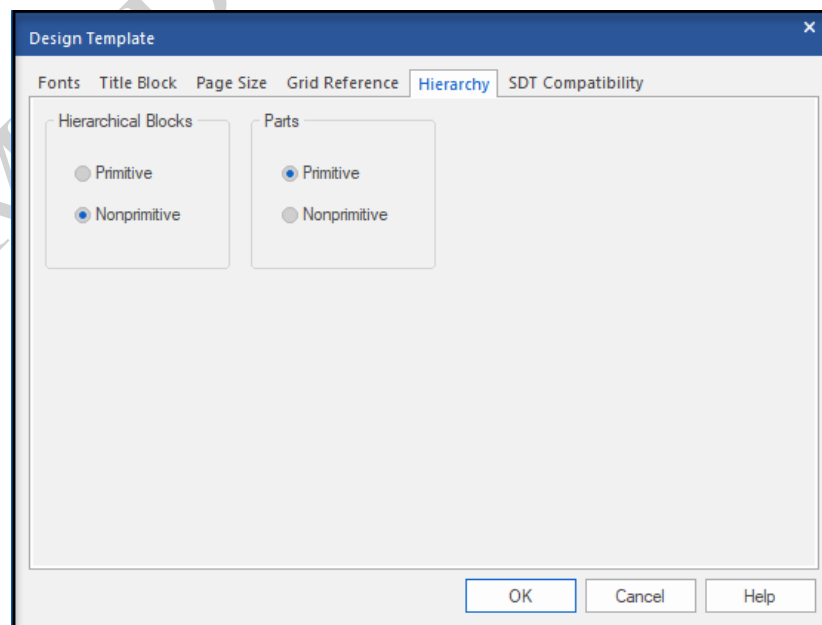 Design Template
Fonts Title Block Page Size Grid Reference Hierarchy SDT Compatibility
Hierarchical Blocks Parts
Primitive Primitive
Nonprimitive Nonprimitive
OK Cancel Help